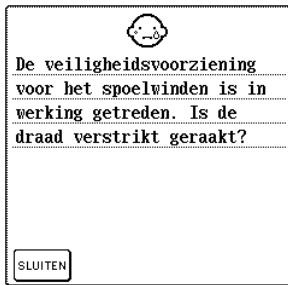 De veiligheidsvoorziening
voor het spoelwinden is in
werking getreden. Is de
draad verstrikt geraakt?
SLUITEN